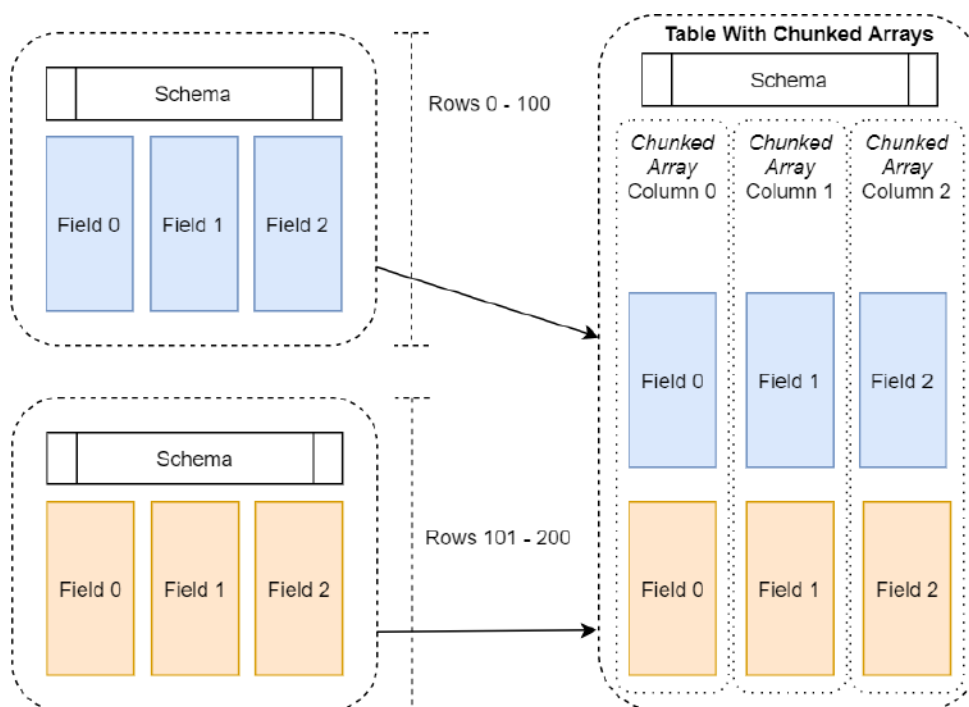 Schema
Field 0
Field 1
Field 2
Rows 0 - 100
Schema
Field 0
Field 1
Field 2
Rows 101 - 200
Table With Chunked Arrays
Schema
Chunked
Array
Column 0
Chunked
Array
Column 1
Chunked
Array
Column 2
Field 0
Field 1
Field 2
Field 0
Field 1
Field 2